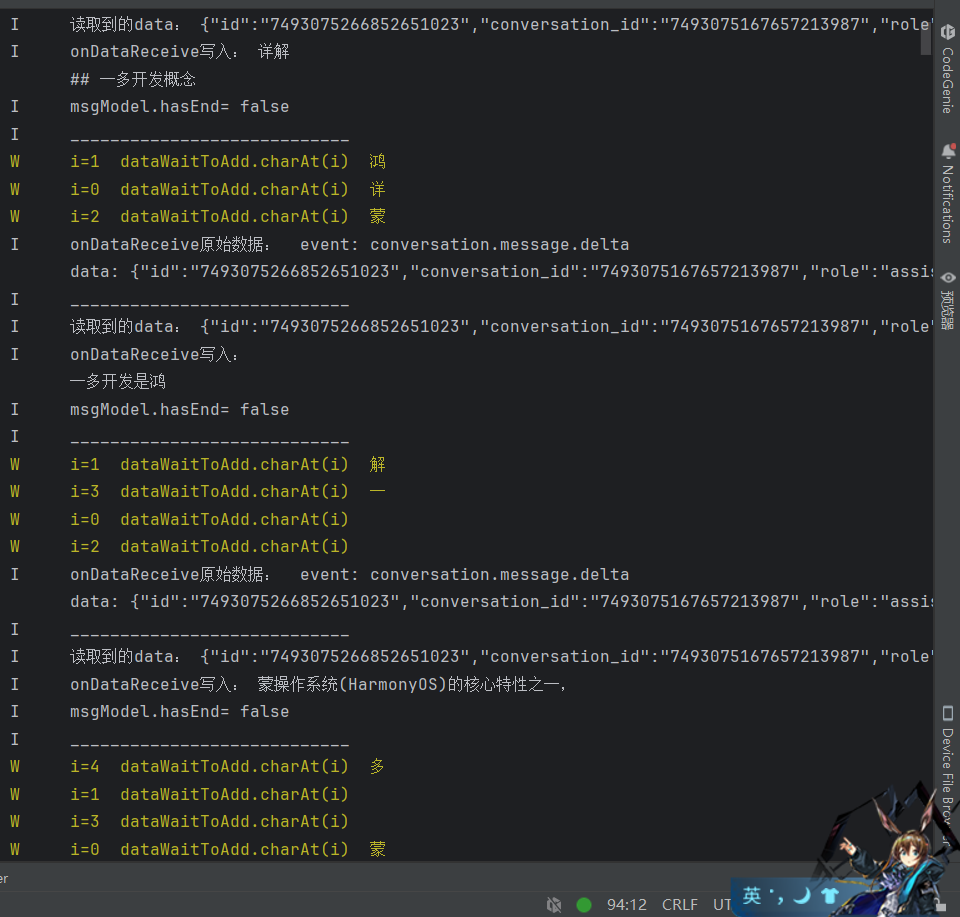 I 读取到的data： {"id":"7493075266852651023","conversation_id":"7493075167657213987","role"
I onDataReceive写入： 详解
## 一多开发概念
I msgModel.hasEnd= false
I ____________________________
W i=1 dataWaitToAdd.charAt(i) 鸿
W i=0 dataWaitToAdd.charAt(i) 详
W i=2 dataWaitToAdd.charAt(i) 蒙
I onDataReceive原始数据： event: conversation.message.delta
data: {"id":"7493075266852651023","conversation_id":"7493075167657213987","role":"assis
I ____________________________
I 读取到的data： {"id":"7493075266852651023","conversation_id":"7493075167657213987","role"
I onDataReceive写入：
一多开发是鸿
I msgModel.hasEnd= false
I ____________________________
W i=1 dataWaitToAdd.charAt(i) 解
W i=3 dataWaitToAdd.charAt(i) 一
W i=0 dataWaitToAdd.charAt(i)
W i=2 dataWaitToAdd.charAt(i)
I onDataReceive原始数据： event: conversation.message.delta
data: {"id":"7493075266852651023","conversation_id":"7493075167657213987","role":"assis
I ____________________________
I 读取到的data： {"id":"7493075266852651023","conversation_id":"7493075167657213987","role"
I onDataReceive写入： 蒙操作系统(HarmonyOS)的核心特性之一，
I msgModel.hasEnd= false
I ____________________________
W i=4 dataWaitToAdd.charAt(i) 多
W i=1 dataWaitToAdd.charAt(i)
W i=3 dataWaitToAdd.charAt(i)
W i=0 dataWaitToAdd.charAt(i) 蒙
CodeGenie
Notifications
预览器
Device File Brow
er
94:12 CRLF UT
英